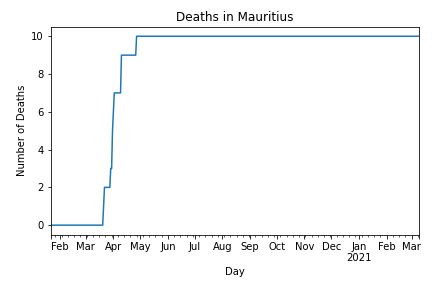 Deaths in Mauritius
Number of Deaths
10
8
6
4
2
0
Feb Mar Apr May Jun Jul Aug Sep Oct Nov Dec Jan Feb Mar
2021
Day